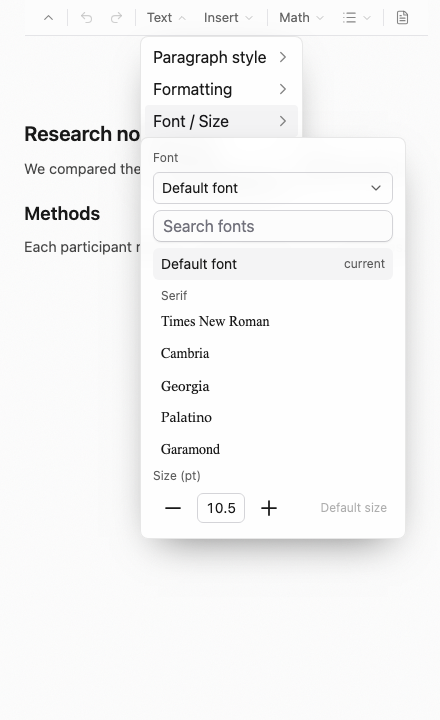 Text Insert Math
Paragraph style
Formatting
Font / Size
Research no
We compared the
Methods
Each participant
Font
Default font
Search fonts
Default font current
Serif
Times New Roman
Cambria
Georgia
Palatino
Garamond
Size (pt)
10.5 Default size